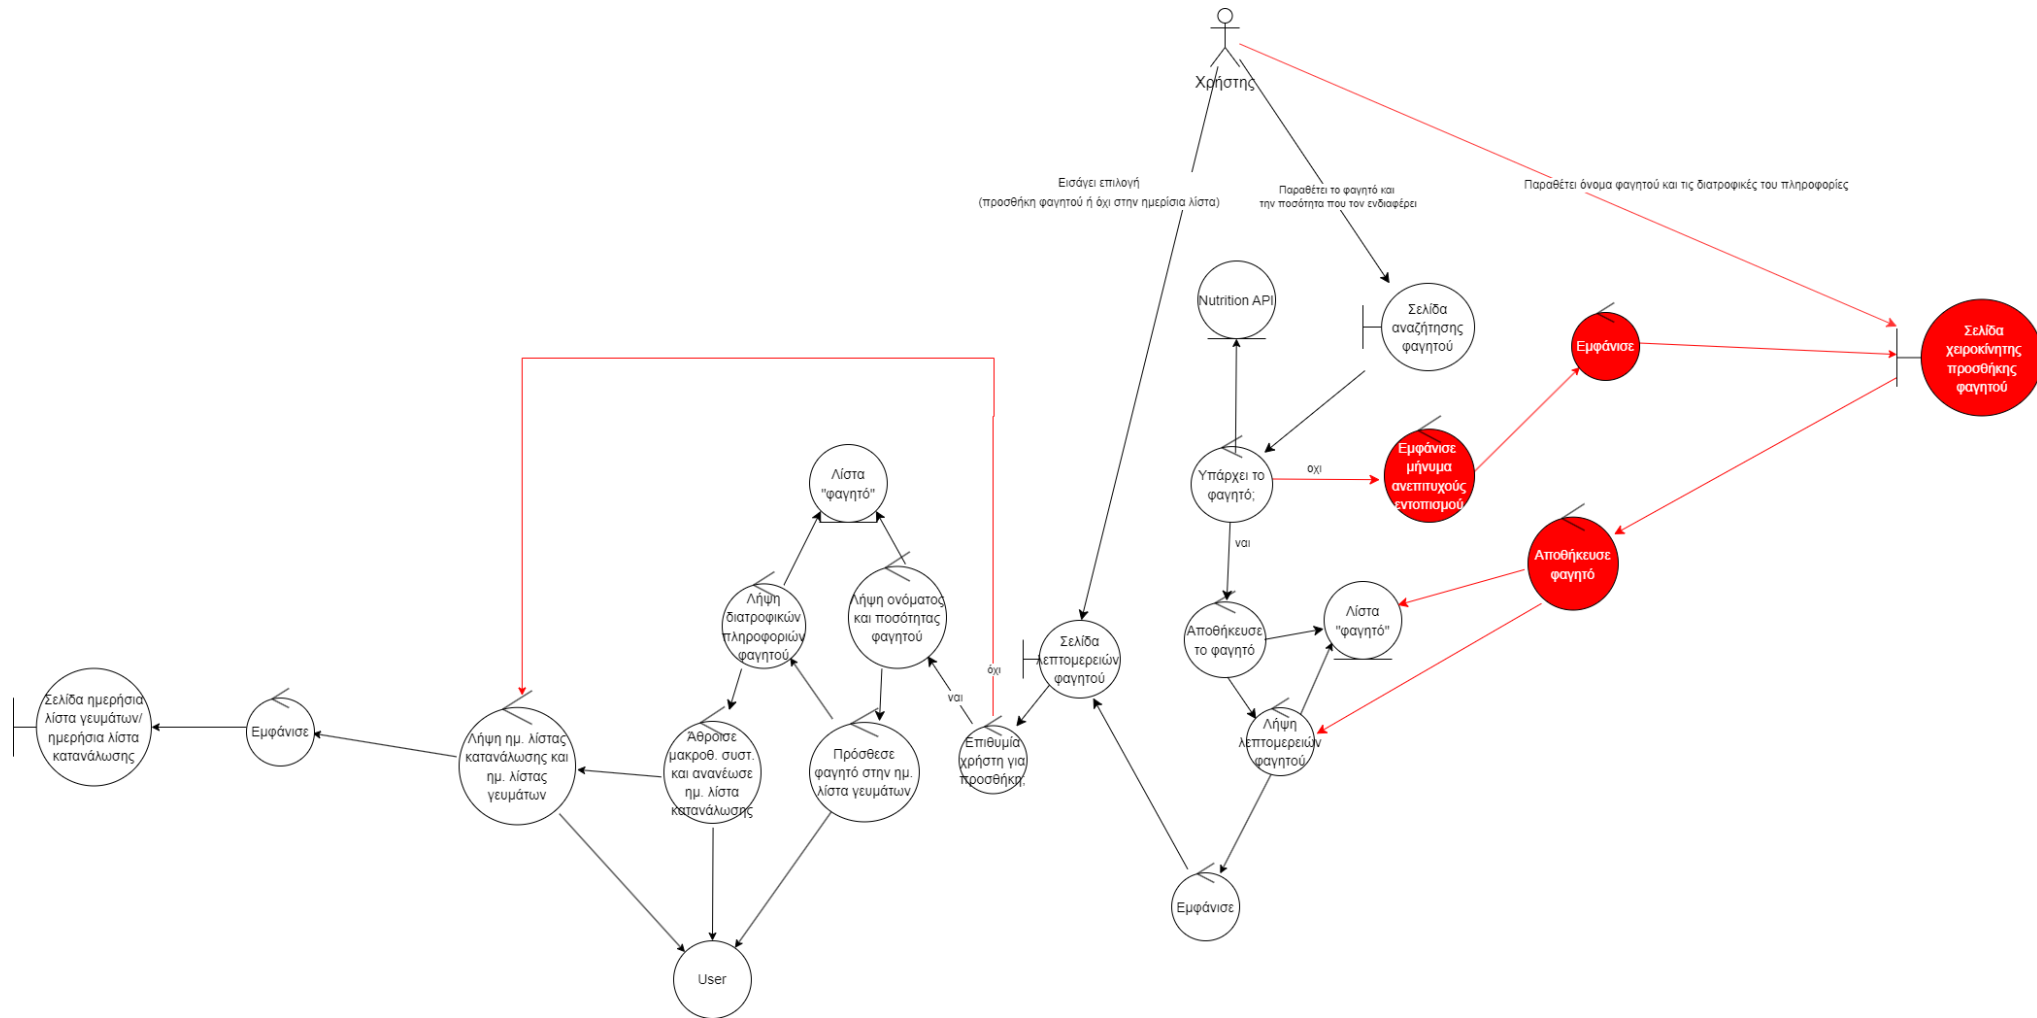 Χρήστης
Εισάγει επιλογή
(προσθήκη φαγητού ή όχι στην ημερίσια λίστα)
Παραθέτει το φαγητό και
την ποσότητα που τον ενδιαφέρει
Παραθέτει όνομα φαγητού και τις διατροφικές του πληροφορίες
Nutrition API
Σελίδα
αναζήτησης
φαγητού
Εμφάνισε
Σελίδα
χειροκίνητης
προσθήκης
φαγητού
Υπάρχει το
φαγητό;
οχι
Εμφάνισε
μήνυμα
ανεπιτυχούς
εντοπισμού
ναι
Αποθήκευσε
φαγητό
Λίστα
"φαγητό"
Λήψη
διατροφικών
πληροφοριών
φαγητού
Λήψη ονόματος
και ποσότητας
φαγητού
Σελίδα
λεπτομερειών
φαγητού
Αποθήκευσε
το φαγητό
Λίστα
"φαγητό"
όχι
ναι
Σελίδα ημερήσια
λίστα γευμάτων/
ημερήσια λίστα
κατανάλωσης
Εμφάνισε
Λήψη ημ. λίστας
κατανάλωσης και
ημ. λίστας
γευμάτων
Άθροισε
μακροθ. συστ.
και ανανέωσε
ημ. λίστα
κατανάλωσης
Πρόσθεσε
φαγητό στην ημ.
λίστα γευμάτων
Επιθυμία
χρήστη για
προσθήκη;
Λήψη
λεπτομερειών
φαγητού
Εμφάνισε
User